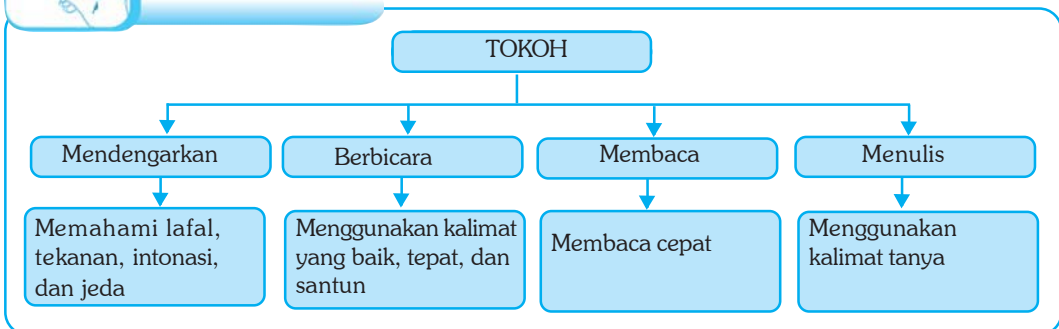 TOKOH
Mendengarkan
Berbicara
Membaca
Menulis
Memahami lafal,
tekanan, intonasi,
dan jeda
Menggunakan kalimat
yang baik, tepat, dan
santun
Membaca cepat
Menggunakan
kalimat tanya